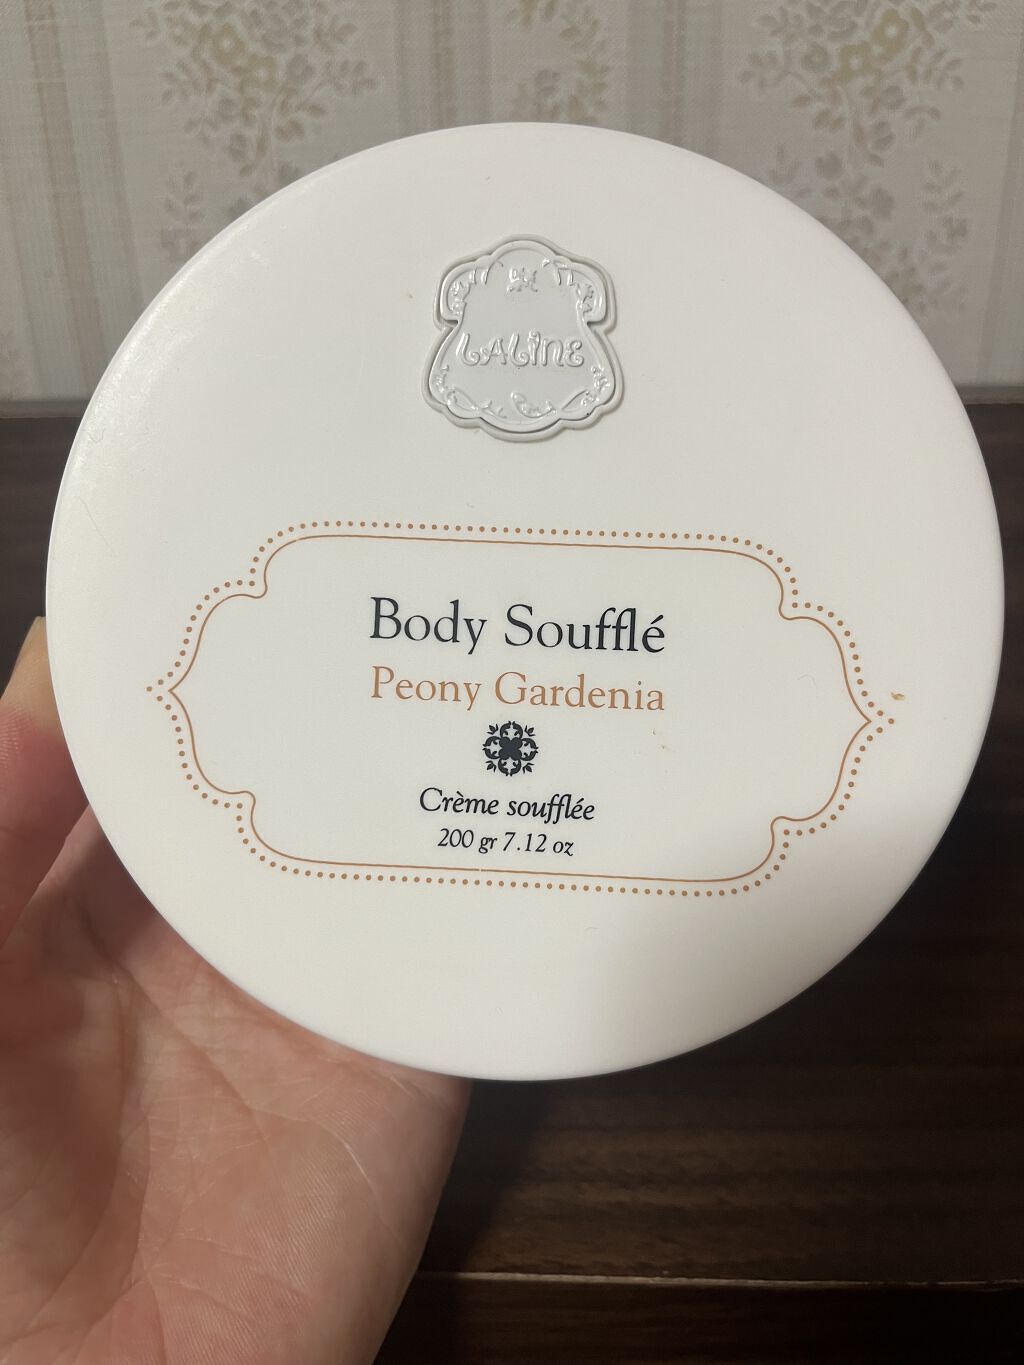 LALINE
Body Soufflé
Peony Gardenia
Crème soufflée
200 gr 7.12 oz